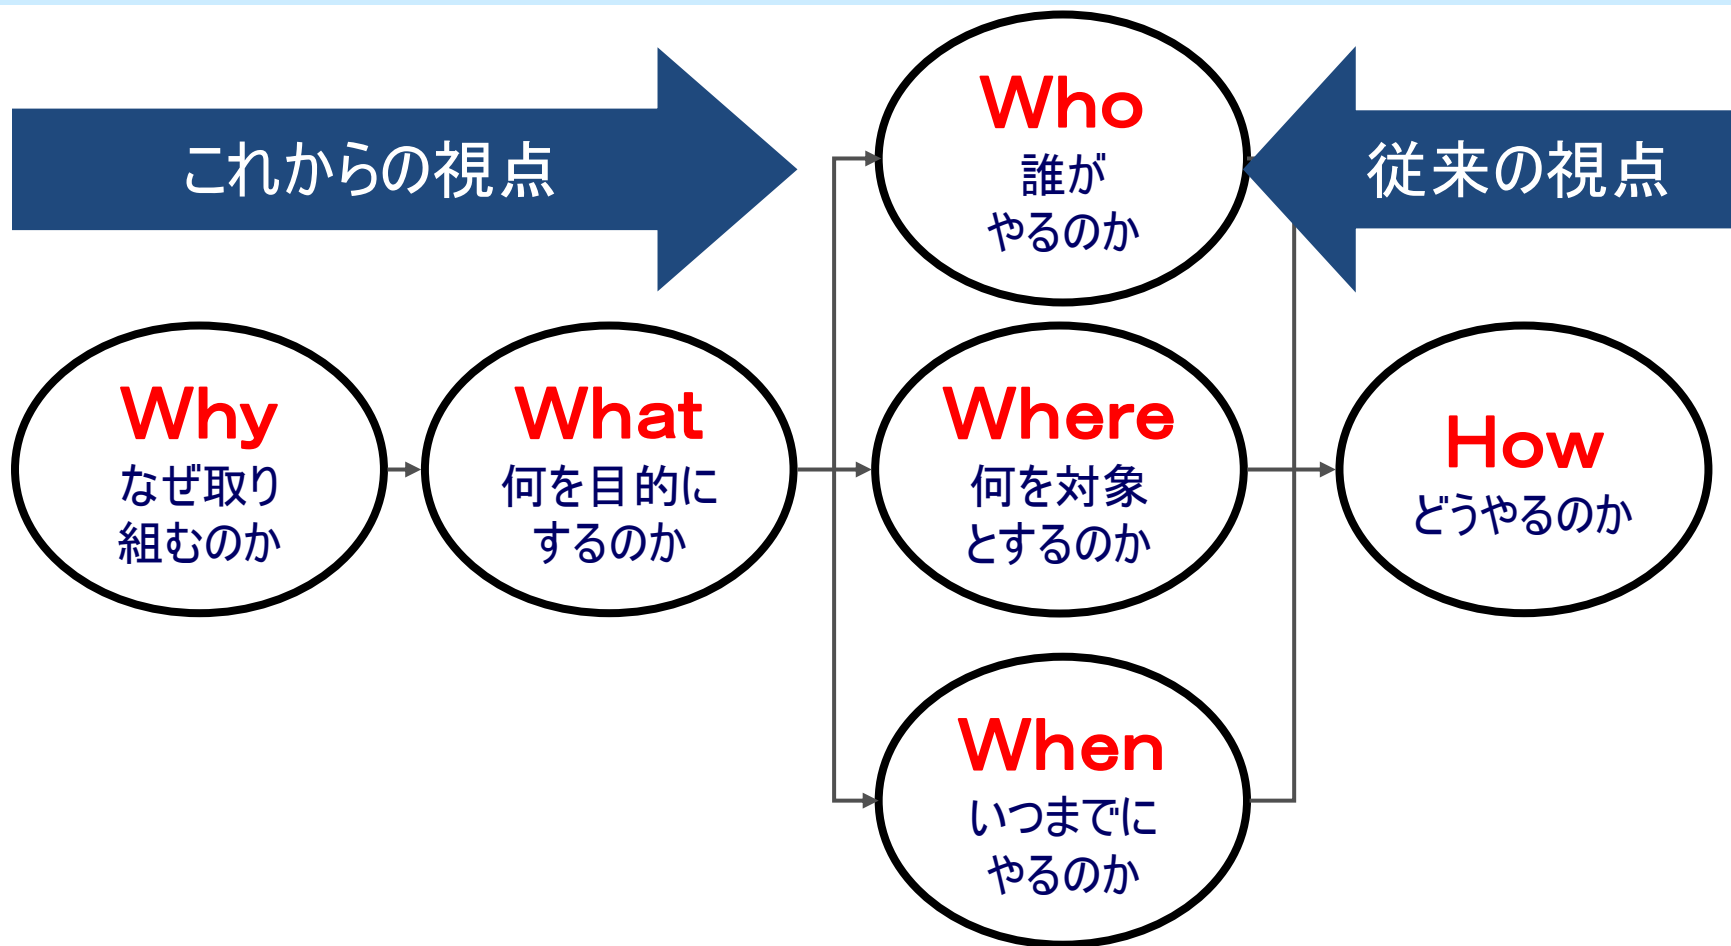 これからの視点
従来の視点
Who
誰が
やるのか
Why
なぜ取り
組むのか
What
何を目的に
するのか
Where
何を対象
とするのか
How
どうやるのか
When
いつまでに
やるのか